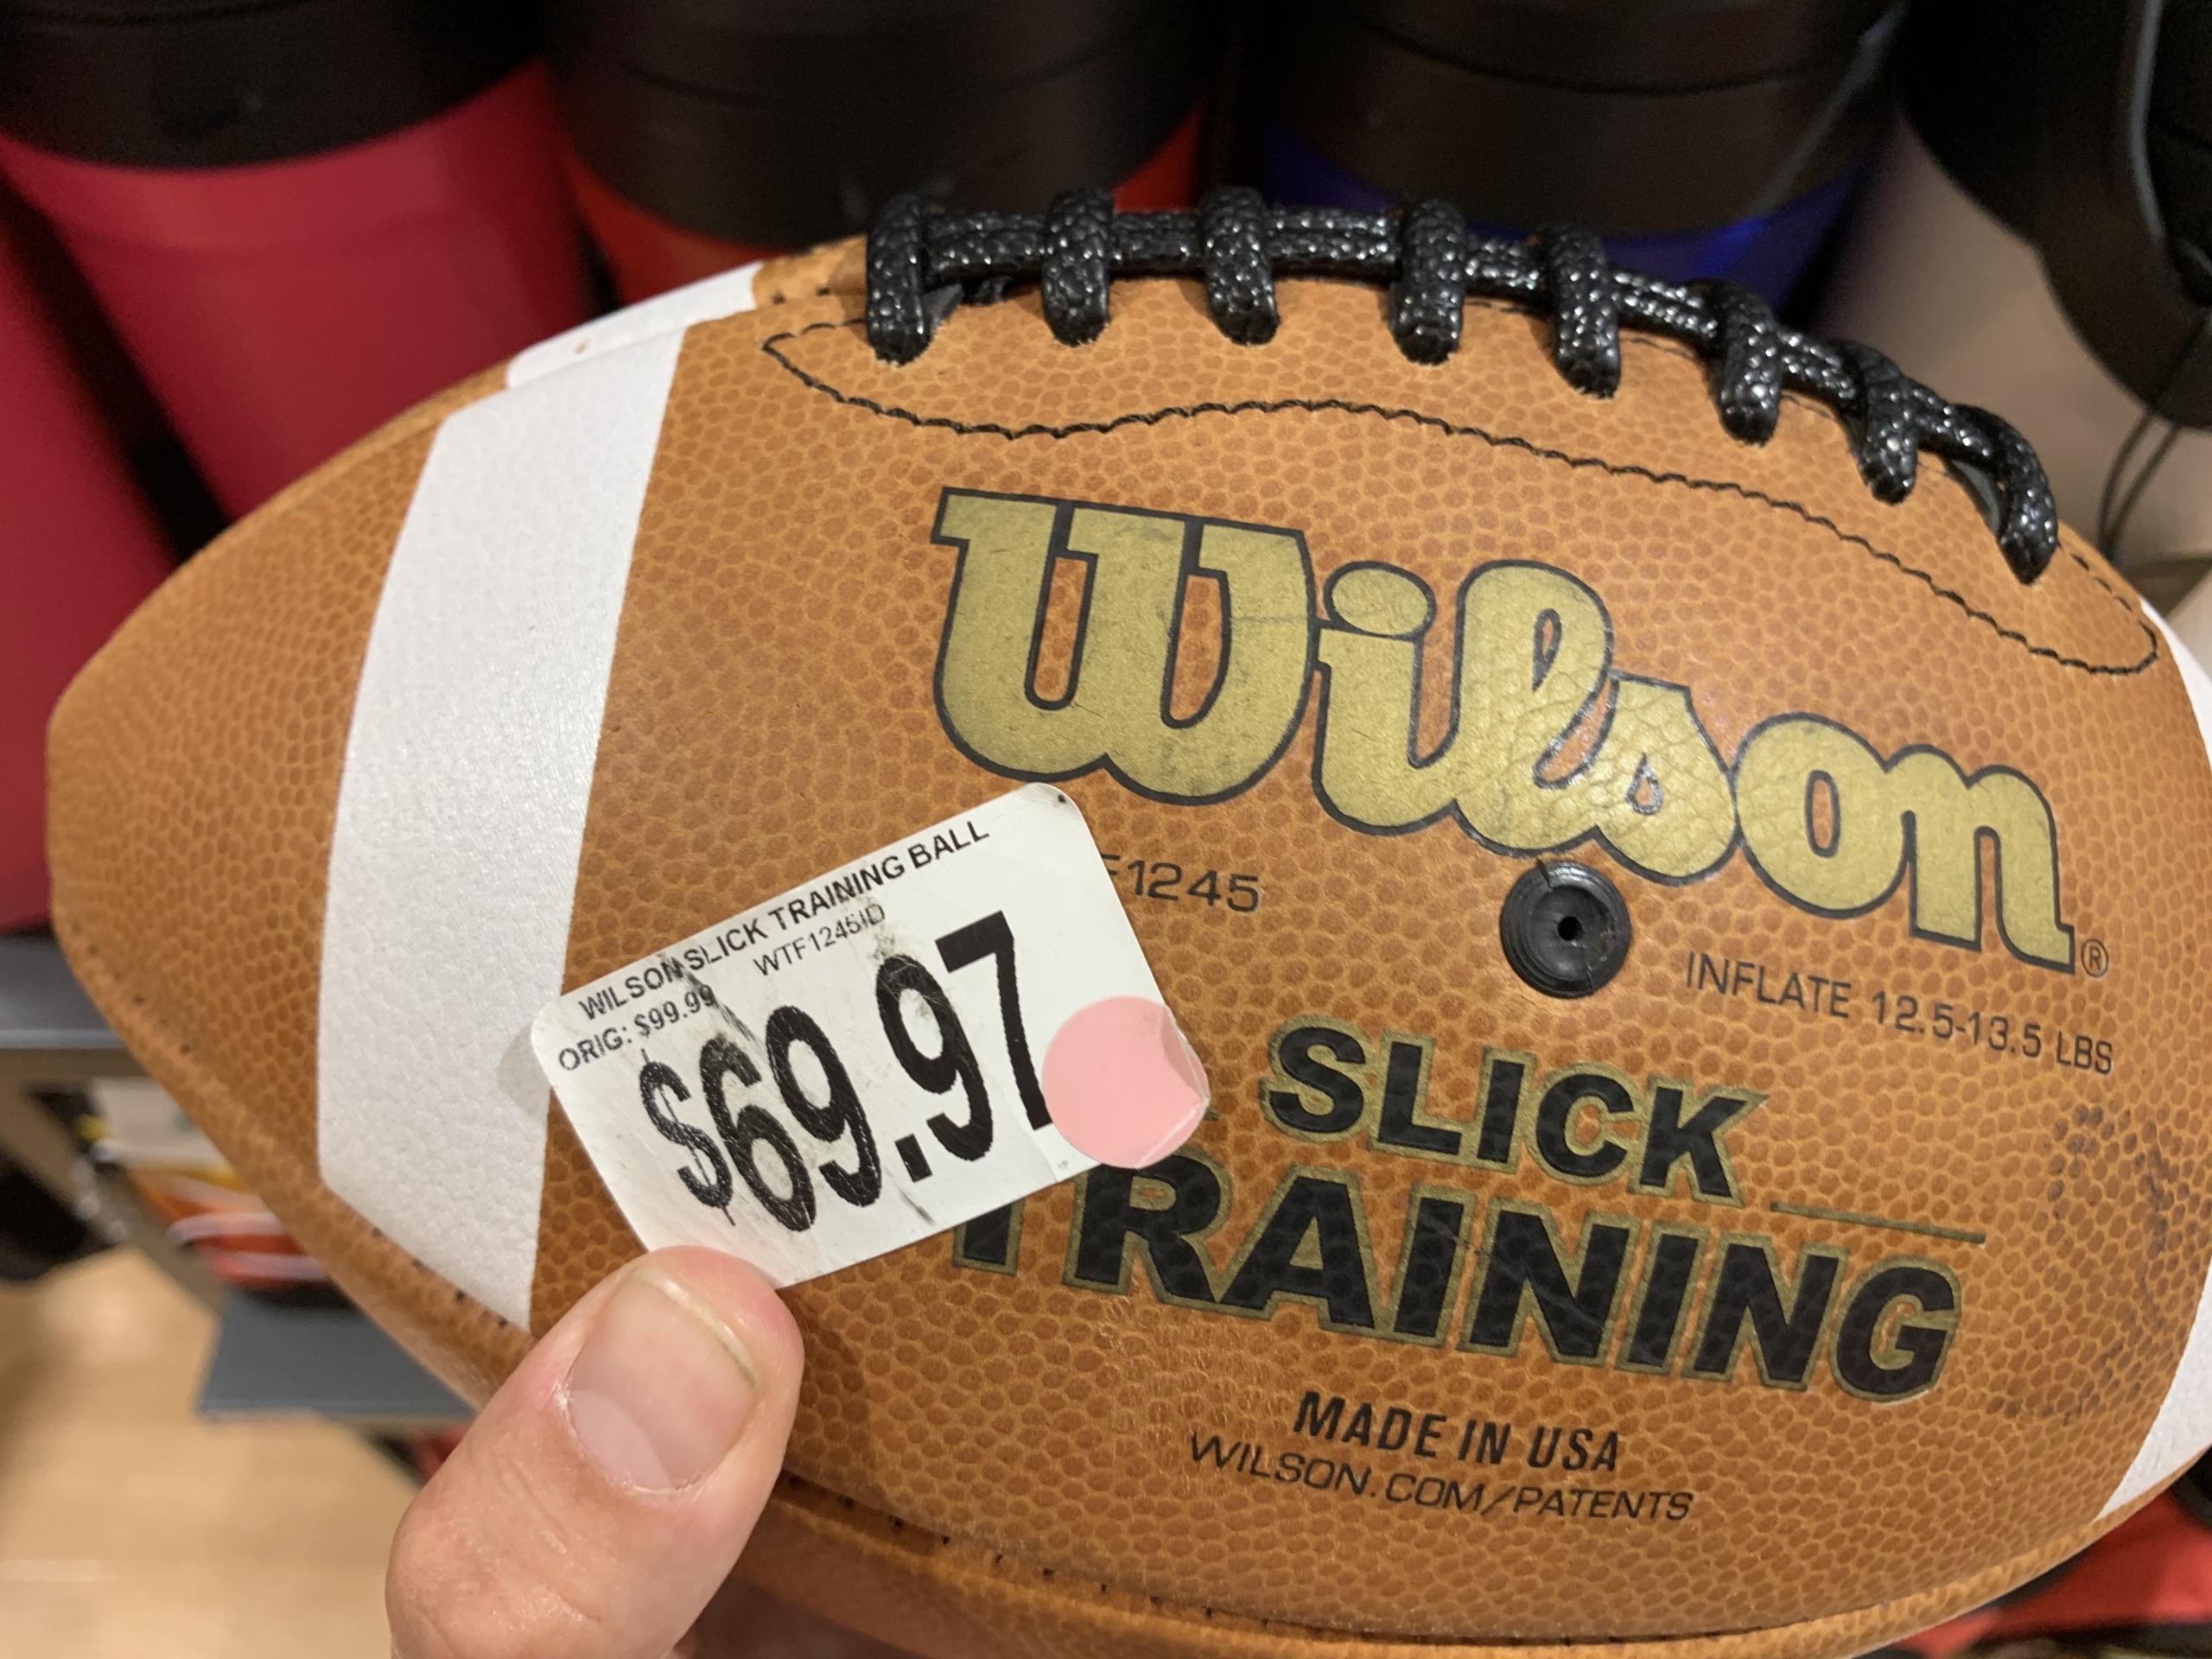 Wilson®
F1245
INFLATE 12.5-13.5 LBS
SLICK
TRAINING
MADE IN USA
WILSON.COM/PATENTS
WILSON SLICK TRAINING BALL
WTF1245ID
ORIG: $99.99
$69.97